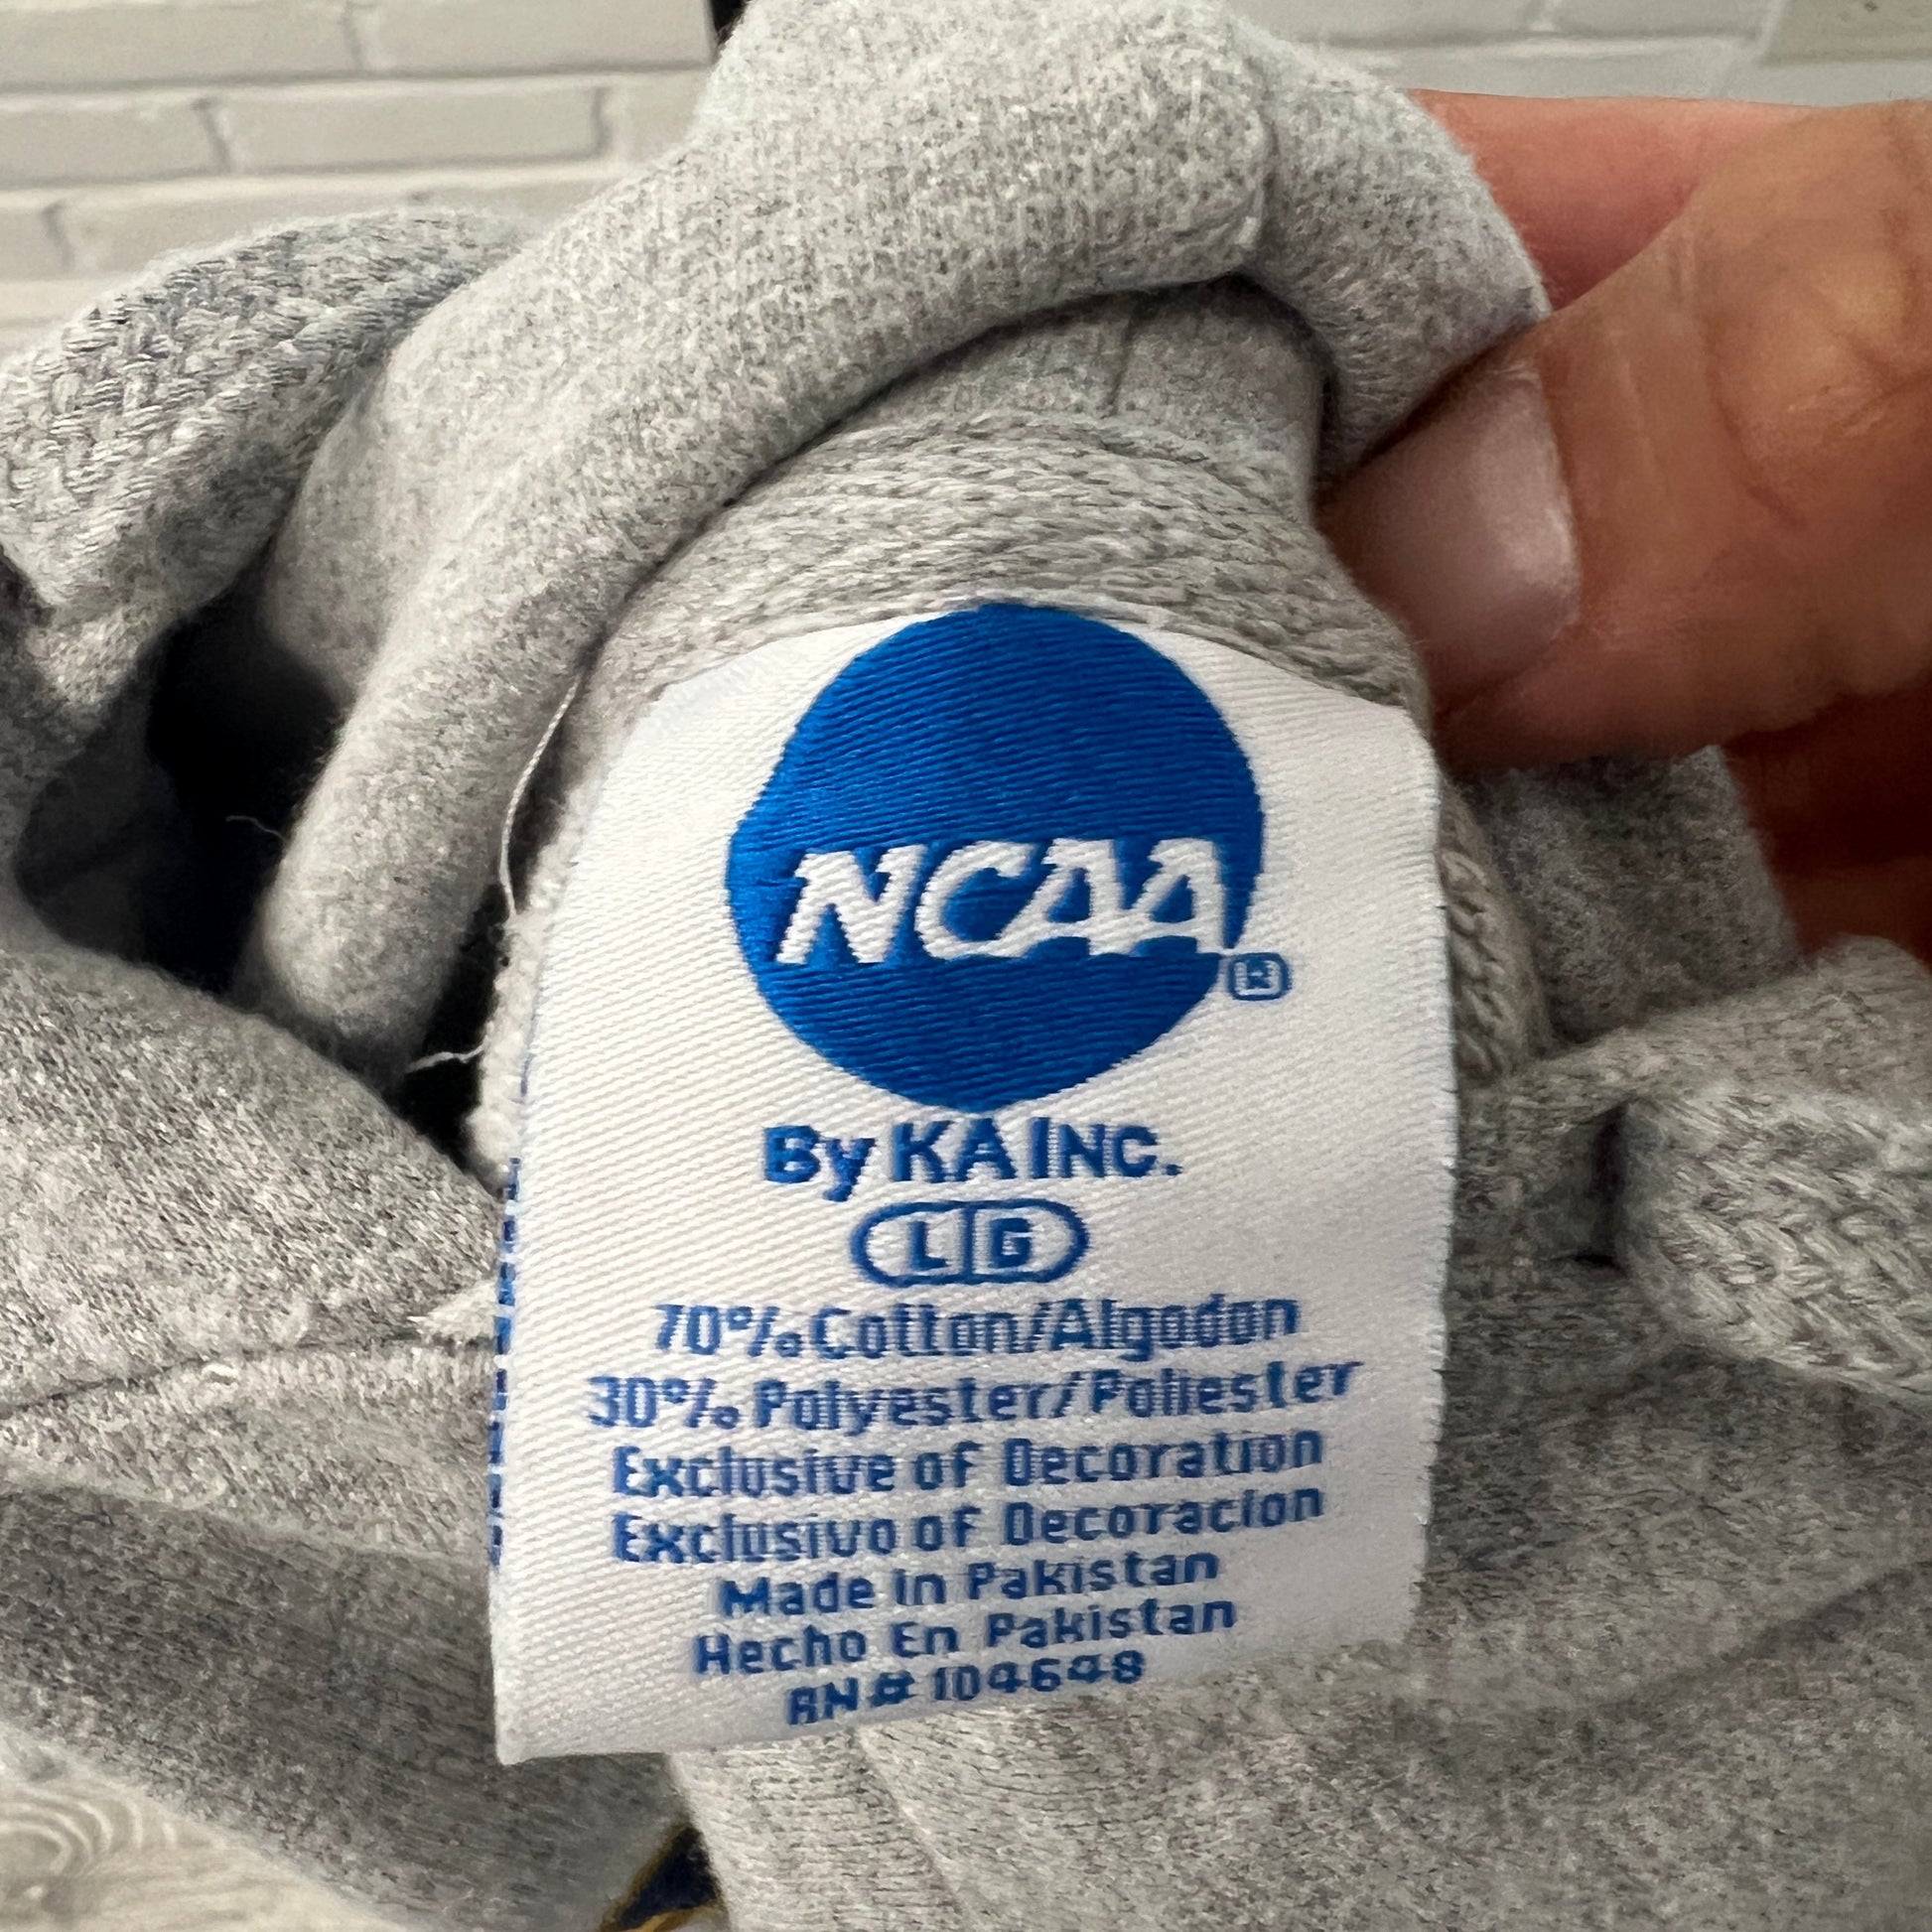 NCAA®
By KA INC.
LG
70% Cotton/Algodon
30% Polyester/Poliester
Exclusive of Decoration
Exclusivo of Decoracion
Made in Pakistan
Hecho En Pakistan
RN# 104648